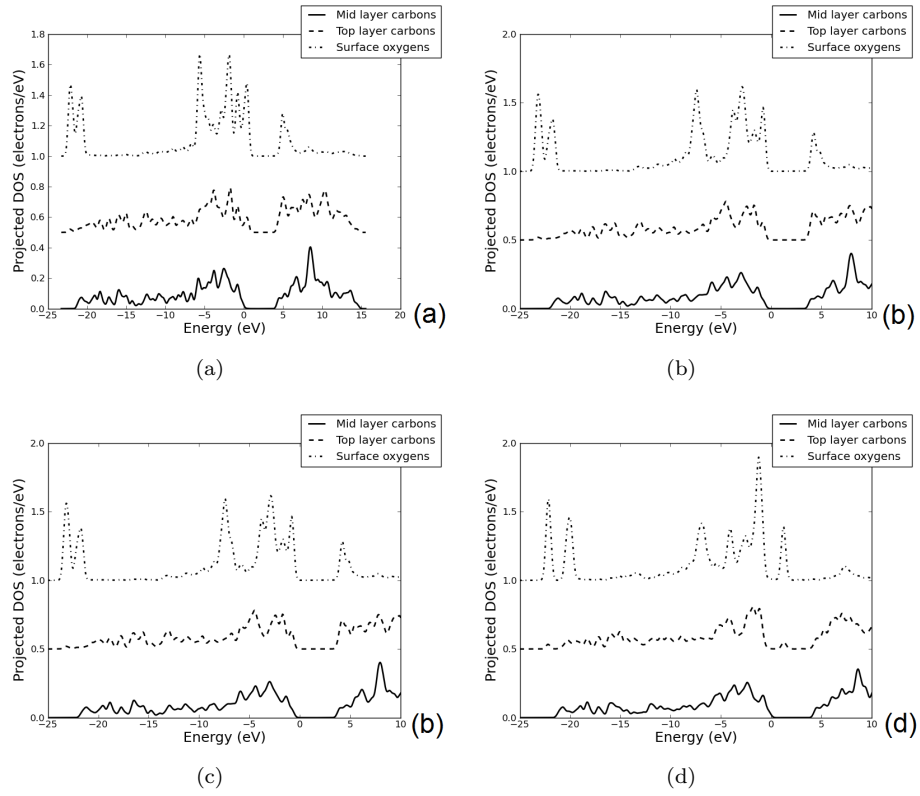 Mid layer carbons
Top layer carbons
Surface oxygens
Projected DOS (electrons/eV)
1.8
1.6
1.4
1.2
1.0
0.8
0.6
0.4
0.2
0.0
−25 −20 −15 −10 −5 0 5 10 15 20
Energy (eV)
(a)
(a)
Mid layer carbons
Top layer carbons
Surface oxygens
Projected DOS (electrons/eV)
2.0
1.5
1.0
0.5
0.0
−25 −20 −15 −10 −5 0 5 10
Energy (eV)
(b)
(b)
Mid layer carbons
Top layer carbons
Surface oxygens
Projected DOS (electrons/eV)
2.0
1.5
1.0
0.5
0.0
−25 −20 −15 −10 −5 0 5 10
Energy (eV)
(b)
(c)
Mid layer carbons
Top layer carbons
Surface oxygens
Projected DOS (electrons/eV)
2.0
1.5
1.0
0.5
0.0
−25 −20 −15 −10 −5 0 5 10
Energy (eV)
(d)
(d)